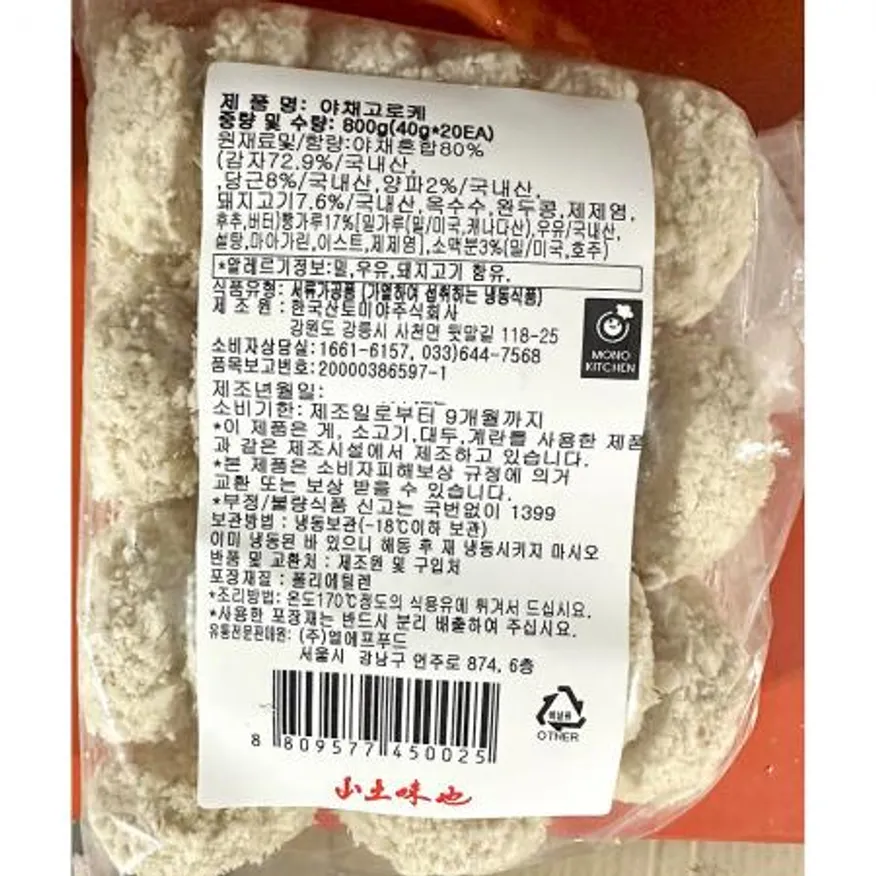 제 품 명: 야채고로케
중량 및 수량: 800g(40g*20EA)
원재료및/함량:야채혼합80%
(감자72.9%/국내산,
,당근8%/국내산,양파2%/국내산,
돼지고기7.6%/국내산,옥수수,완두콩,제제염,
후추,버터)빵가루17%[밀가루(밀/미국,캐나다산),우유/국내산,
설탕,마아가린,이스트,제제염],소맥분3%(밀/미국,호주)
*알레르기정보:밀,우유,돼지고기 함유.
식품유형: 서류가공품 (가열하여 섭취하는 냉동식품)
제 조 원 : 한국산토미야주식회사
강원도 강릉시 사천면 뒷말길 118-25
소비자상담실:1661-6157, 033)644-7568
품목보고번호:20000386597-1
MONO
KITCHEN
제조년월일:
소비기한: 제조일로부터 9개월까지
*이 제품은 게, 소고기,대두,계란를 사용한 제품
과 같은 제조시설에서 제조하고 있습니다.
*본 제품은 소비자피해보상 규정에 의거
교환 또는 보상 받을 수 있습니다.
*부정/불량식품 신고는 국번없이 1399
보관방법 : 냉동보관(-18℃이하 보관)
이미 냉동된 바 있으니 해동 후 재 냉동시키지 마시오
반품 및 교환처 : 제조원 및 구입처
포장재질 : 폴리에틸렌
*조리방법: 온도170℃정도의 식용유에 튀겨서 드십시요.
*사용한 포장재는 반드시 분리 배출하여 주십시요.
유통전문판매원: (주)엘에프푸드
서울시 강남구 언주로 874, 6층
8 809577 450025
비닐류
OTHER
山土味也